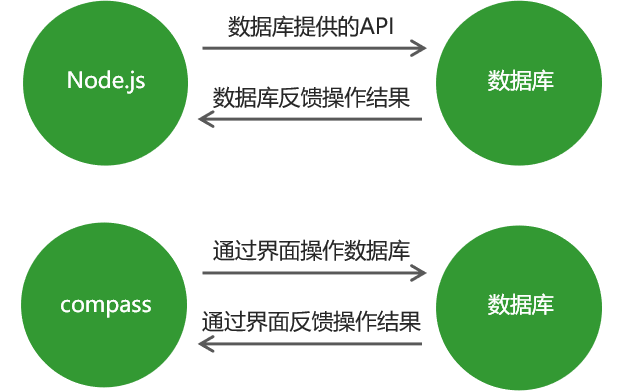 数据库提供的API
Node.js
数据库
数据库反馈操作结果
通过界面操作数据库
compass
数据库
通过界面反馈操作结果